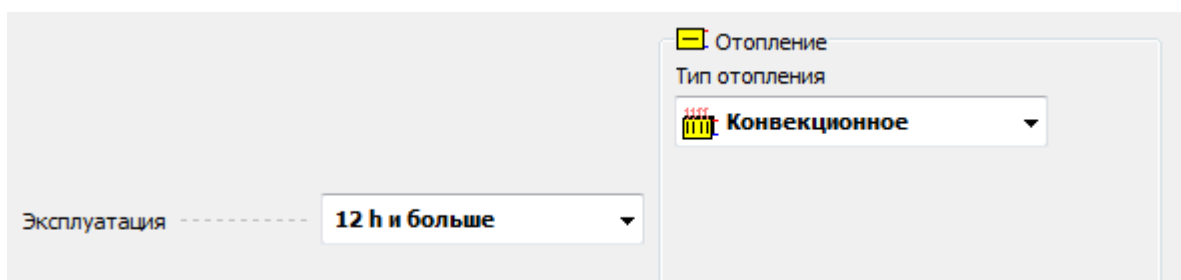 Отопление
Тип отопления
Конвекционное
Эксплуатация
12 h и больше